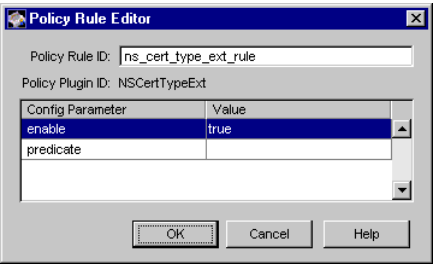 Policy Rule Editor
Policy Rule ID: ns_cert_type_ext_rule
Policy Plugin ID: NSCertTypeExt
Config Parameter Value
enable true
predicate
OK Cancel Help